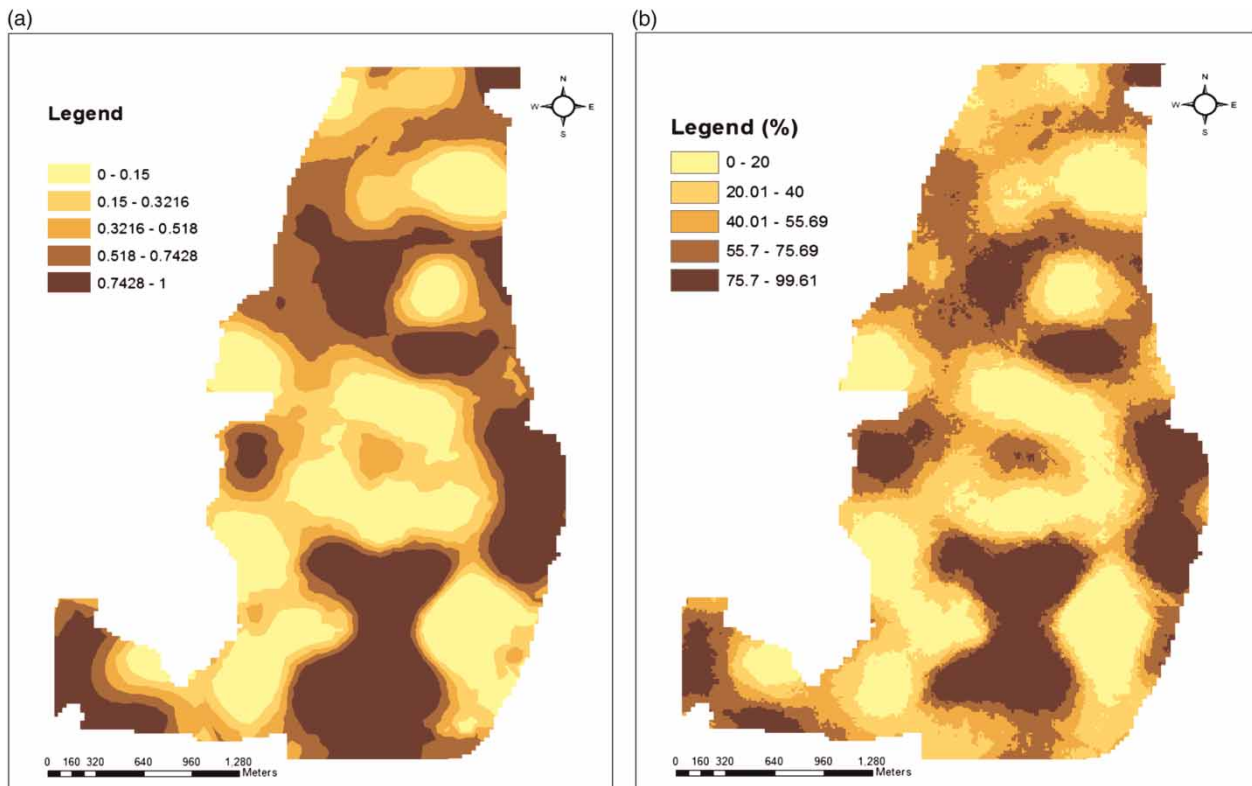 (a)
N
W E
S
Legend
0 - 0.15
0.15 - 0.3216
0.3216 - 0.518
0.518 - 0.7428
0.7428 - 1
0 160 320 640 960 1,280
Meters
(b)
N
W E
S
Legend (%)
0 - 20
20.01 - 40
40.01 - 55.69
55.7 - 75.69
75.7 - 99.61
0 160 320 640 960 1,280
Meters